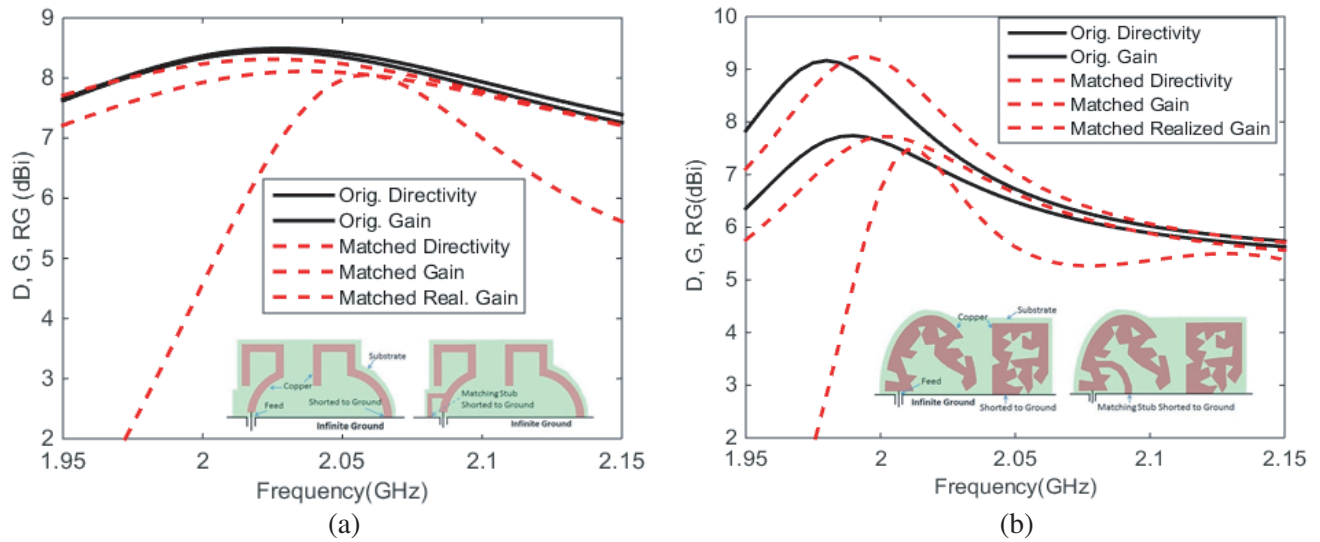 9
8
7
6
5
4
3
2
D, G, RG (dBi)
Orig. Directivity
Orig. Gain
Matched Directivity
Matched Gain
Matched Real. Gain
Substrate
Copper
Feed
Shorted to Ground
Infinite Ground
Matching Stub
Shorted to Ground
Infinite Ground
1.95
2
2.05
2.1
2.15
Frequency(GHz)
(a)
10
9
8
7
6
5
4
3
2
D, G, RG(dBi)
Orig. Directivity
Orig. Gain
Matched Directivity
Matched Gain
Matched Realized Gain
Copper
Substrate
Feed
Infinite Ground
Shorted to Ground
Matching Stub Shorted to Ground
1.95
2
2.05
2.1
2.15
Frequency(GHz)
(b)